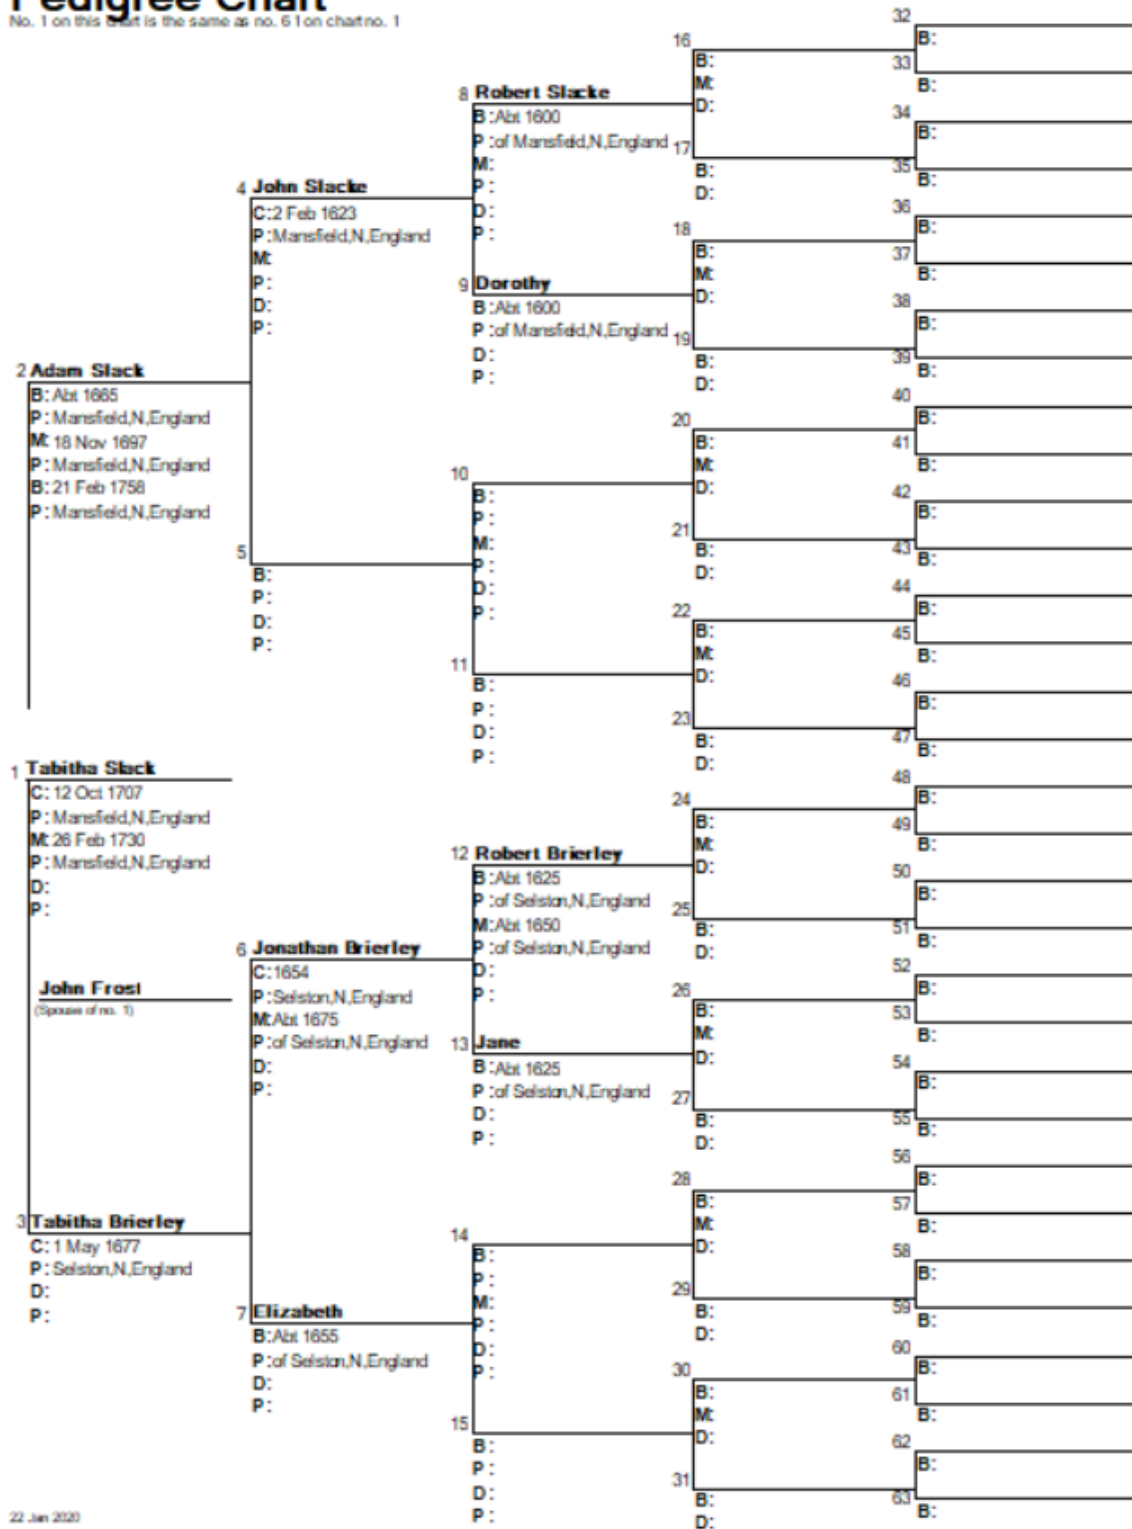 Pedigree Chart
No. 1 on this chart is the same as no. 61 on chart no. 1
2 Adam Slack
B: Abt 1665
P: Mansfield,N,England
M: 18 Nov 1697
P: Mansfield,N,England
B: 21 Feb 1758
P: Mansfield,N,England
1 Tabitha Slack
C: 12 Oct 1707
P: Mansfield,N,England
M: 26 Feb 1730
P: Mansfield,N,England
D:
P:
John Frost
(Spouse of no. 1)
3 Tabitha Brierley
C: 1 May 1677
P: Selston,N,England
D:
P:
4 John Slacke
C: 2 Feb 1623
P: Mansfield,N,England
M:
P:
D:
P:
5
B:
P:
D:
P:
6 Jonathan Brierley
C: 1654
P: Selston,N,England
M: Abt 1675
P: of Selston,N,England
D:
P:
7 Elizabeth
B: Abt 1655
P: of Selston,N,England
D:
P:
8 Robert Slacke
B: Abt 1600
P: of Mansfield,N,England
M:
P:
D:
P:
9 Dorothy
B: Abt 1600
P: of Mansfield,N,England
D:
P:
10
B:
P:
M:
P:
D:
P:
11
B:
P:
D:
P:
12 Robert Brierley
B: Abt 1625
P: of Selston,N,England
M: Abt 1650
P: of Selston,N,England
D:
P:
13 Jane
B: Abt 1625
P: of Selston,N,England
D:
P:
14
B:
P:
M:
P:
D:
P:
15
B:
P:
D:
P:
16
B:
M:
D:
17
B:
D:
18
B:
M:
D:
19
B:
D:
20
B:
M:
D:
21
B:
D:
22
B:
M:
D:
23
B:
D:
24
B:
M:
D:
25
B:
D:
26
B:
M:
D:
27
B:
D:
28
B:
M:
D:
29
B:
D:
30
B:
M:
D:
31
B:
D:
32
B:
33
B:
34
B:
35
B:
36
B:
37
B:
38
B:
39
B:
40
B:
41
B:
42
B:
43
B:
44
B:
45
B:
46
B:
47
B:
48
B:
49
B:
50
B:
51
B:
52
B:
53
B:
54
B:
55
B:
56
B:
57
B:
58
B:
59
B:
60
B:
61
B:
62
B:
63
B:
22 Jan 2020